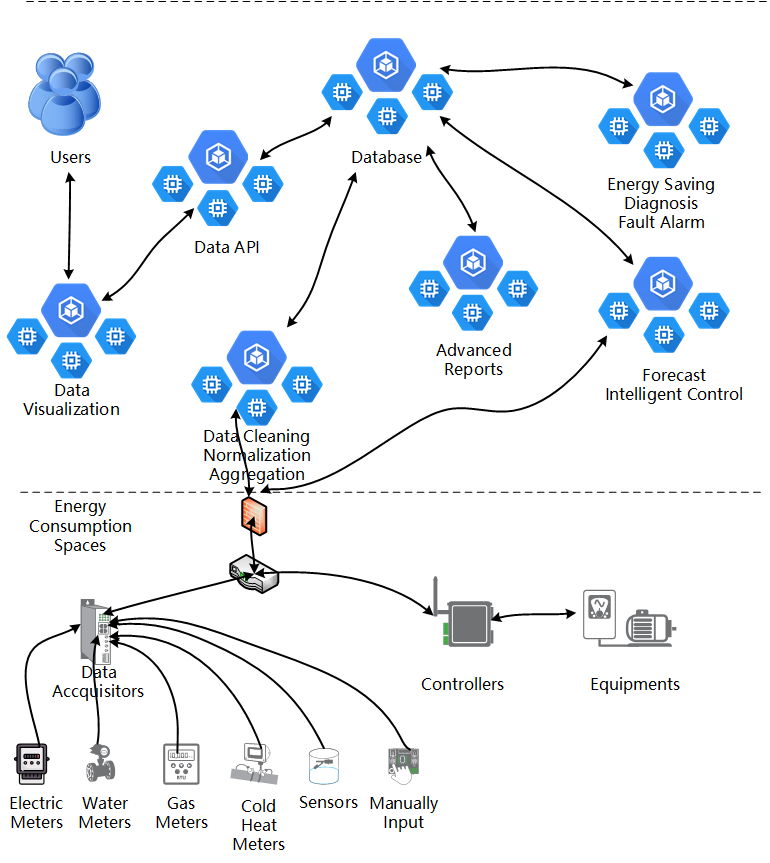 Users
Database
Energy Saving
Diagnosis
Fault Alarm
Data API
Advanced
Reports
Forecast
Intelligent Control
Data
Visualization
Data Cleaning
Normalization
Aggregation
Energy
Consumption
Spaces
Data
Accquisitors
Controllers
Equipments
Electric
Meters
Water
Meters
Gas
Meters
Cold
Heat
Meters
Sensors
Manually
Input